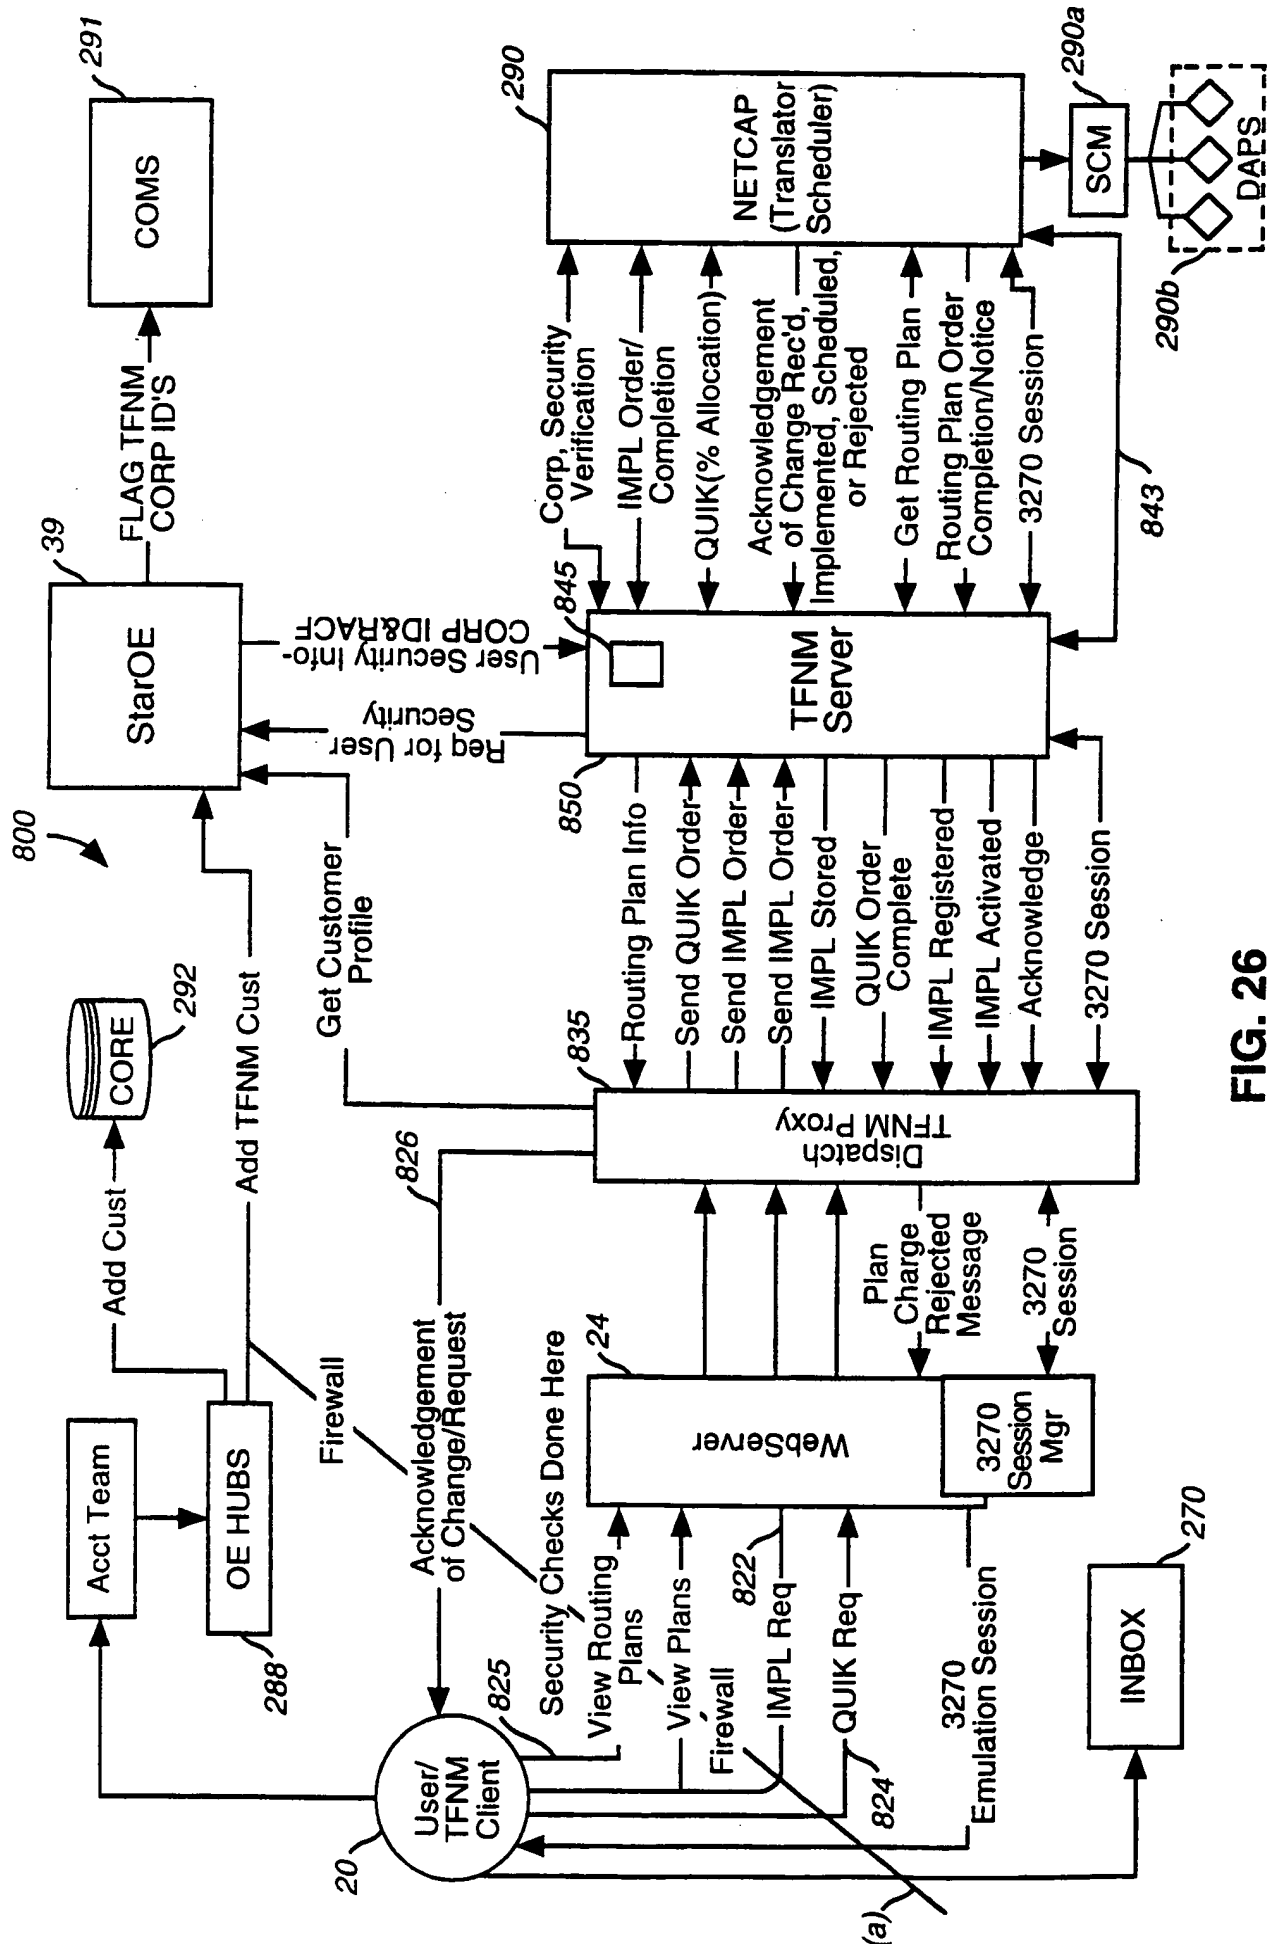 800
Acct Team
OE HUBS
288
Add Cust
CORE
292
Add TFNM Cust
StarOE
39
FLAG TFNM
CORP ID'S
COMS
291
Firewall
Get Customer
Profile
Req for User
Security
User Security Info-
CORP ID&RACF
User/
TFNM
Client
20
Acknowledgement
of Change/Request
826
Security Checks Done Here
825
View Routing
Plans
View Plans
Firewall
IMPL Req
822
QUIK Req
824
3270
Emulation Session
(a)
INBOX
270
WebServer
24
3270
Session
Mgr
Plan
Charge
Rejected
Message
3270
Session
Dispatch
TFNM Proxy
835
Routing Plan Info
Send QUIK Order
Send IMPL Order
Send IMPL Order
IMPL Stored
QUIK Order
Complete
IMPL Registered
IMPL Activated
Acknowledge
3270 Session
TFNM
Server
850
845
Corp, Security
Verification
IMPL Order/
Completion
QUIK(% Allocation)
Acknowledgement
of Change Rec'd,
Implemented, Scheduled,
or Rejected
Get Routing Plan
Routing Plan Order
Completion/Notice
3270 Session
843
NETCAP
(Translator
Scheduler)
290
SCM
290a
DAPS
290b
FIG. 26